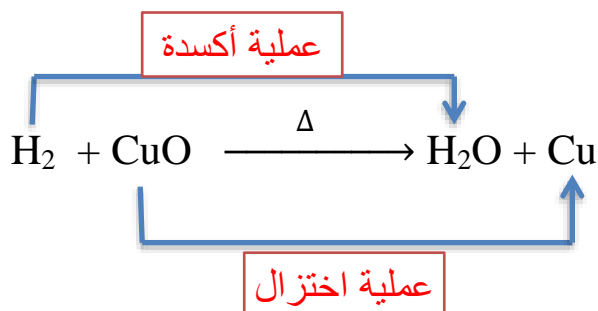 عملية أكسدة
Δ
H₂ + CuO ⟶ H₂O + Cu
عملية اختزال